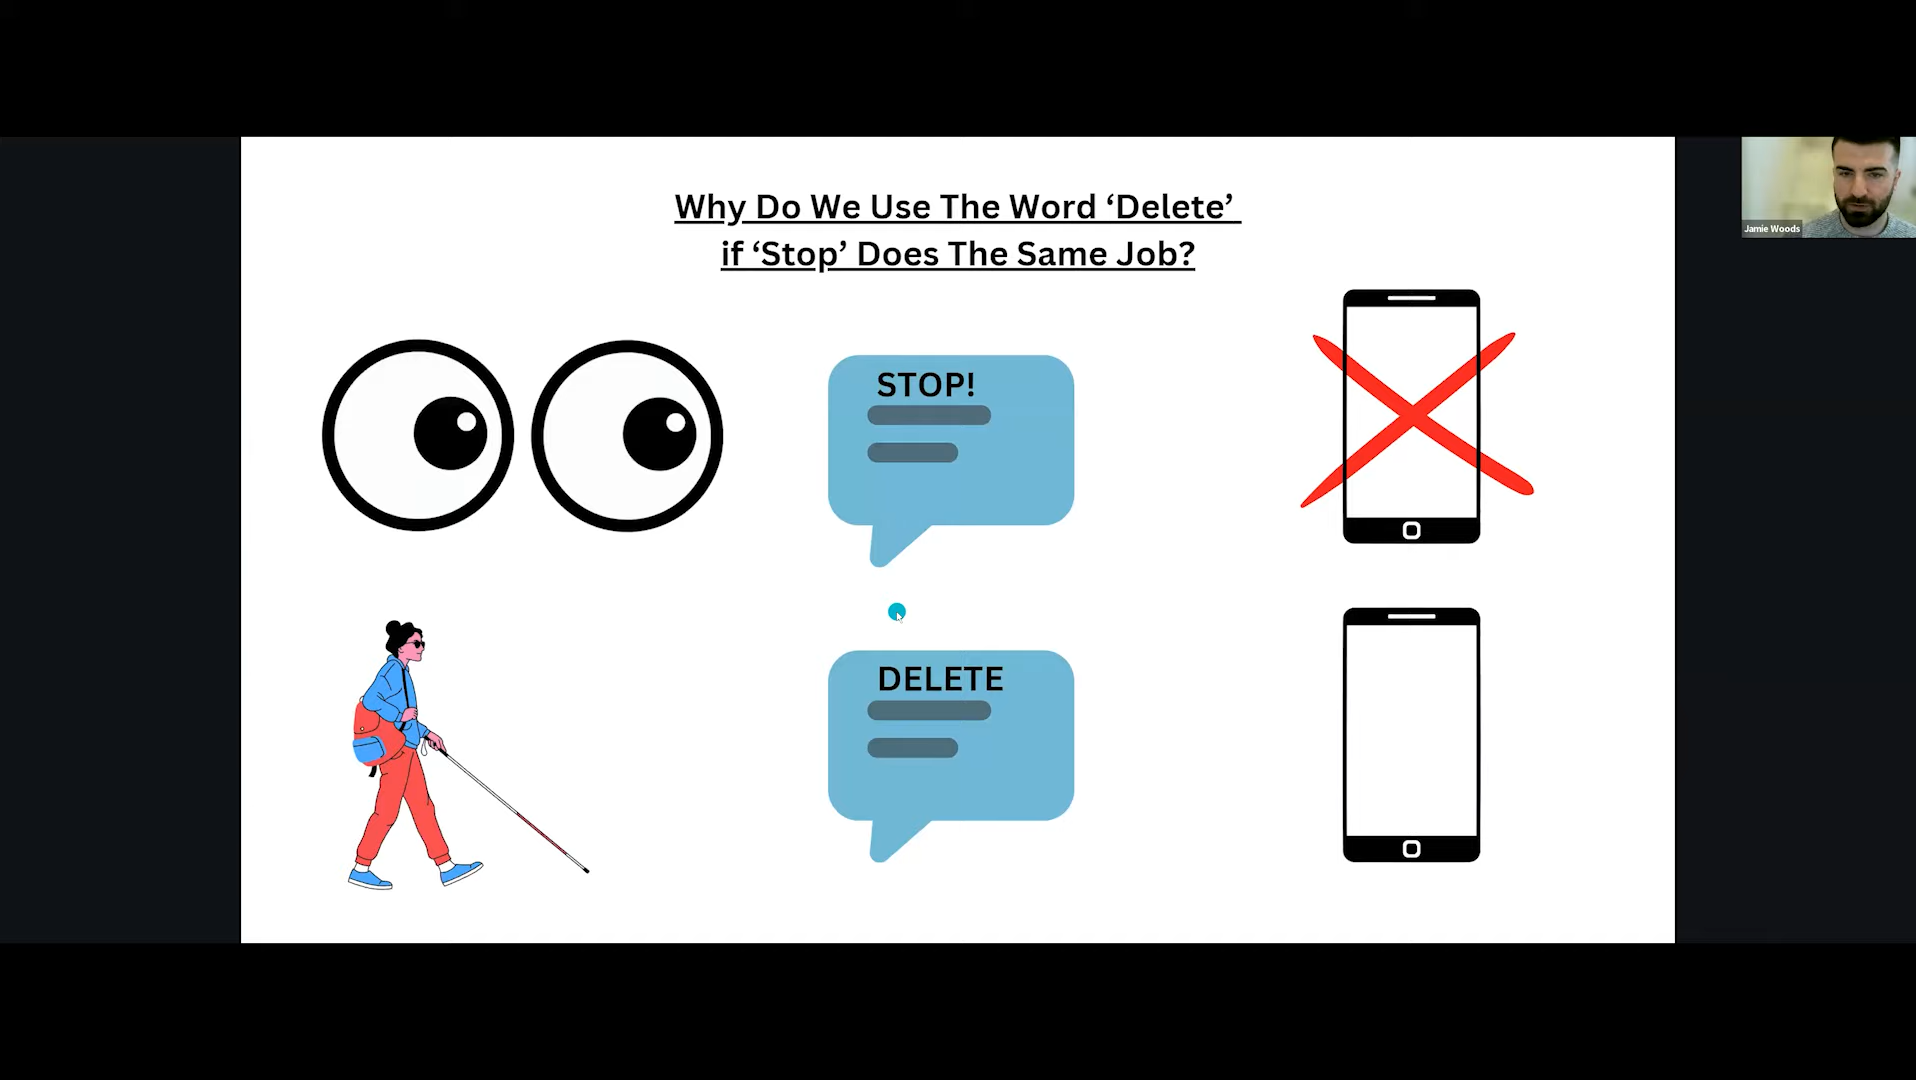 Why Do We Use The Word ‘Delete’
if ‘Stop’ Does The Same Job?
Jamie Woods
STOP!
DELETE